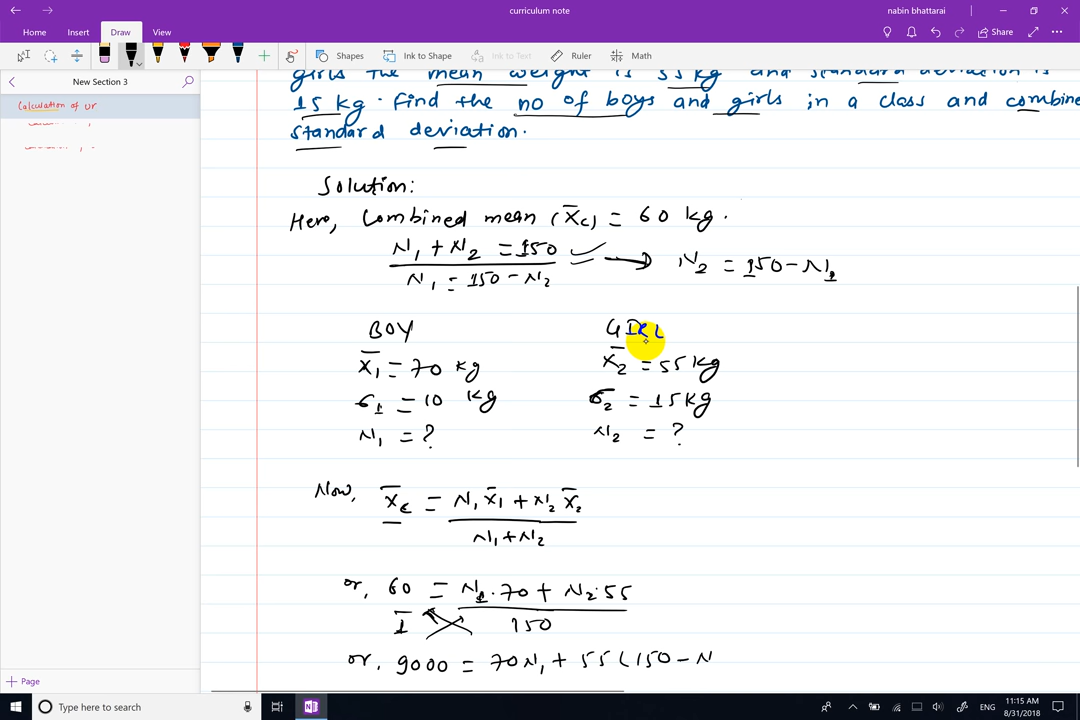 curriculum note
nabin bhattarai
Home Insert Draw View
Share
Shapes Ink to Shape Ink to Text Ruler Math
New Section 3
Calculation of ur
girls the mean weight is 55 kg and standard deviation is
15 kg. Find the no of boys and girls in a class and combine
standard deviation.
Solution:
Here, Combined mean (X̄c) = 60 kg.
N₁ + N₂ = 150
N₁ = 150 - N₂
N₂ = 150 - N₁
BOY
X̄₁ = 70 kg
σ₁ = 10 kg
N₁ = ?
GIRL
X̄₂ = 55 kg
σ₂ = 15 kg
N₂ = ?
Now, X̄c = N₁X̄₁ + N₂X̄₂
N₁ + N₂
or, 60 = N₁.70 + N₂.55
1 150
or, 9000 = 70N₁ + 55(150 - N
Page
Type here to search
ENG
11:15 AM
8/31/2018